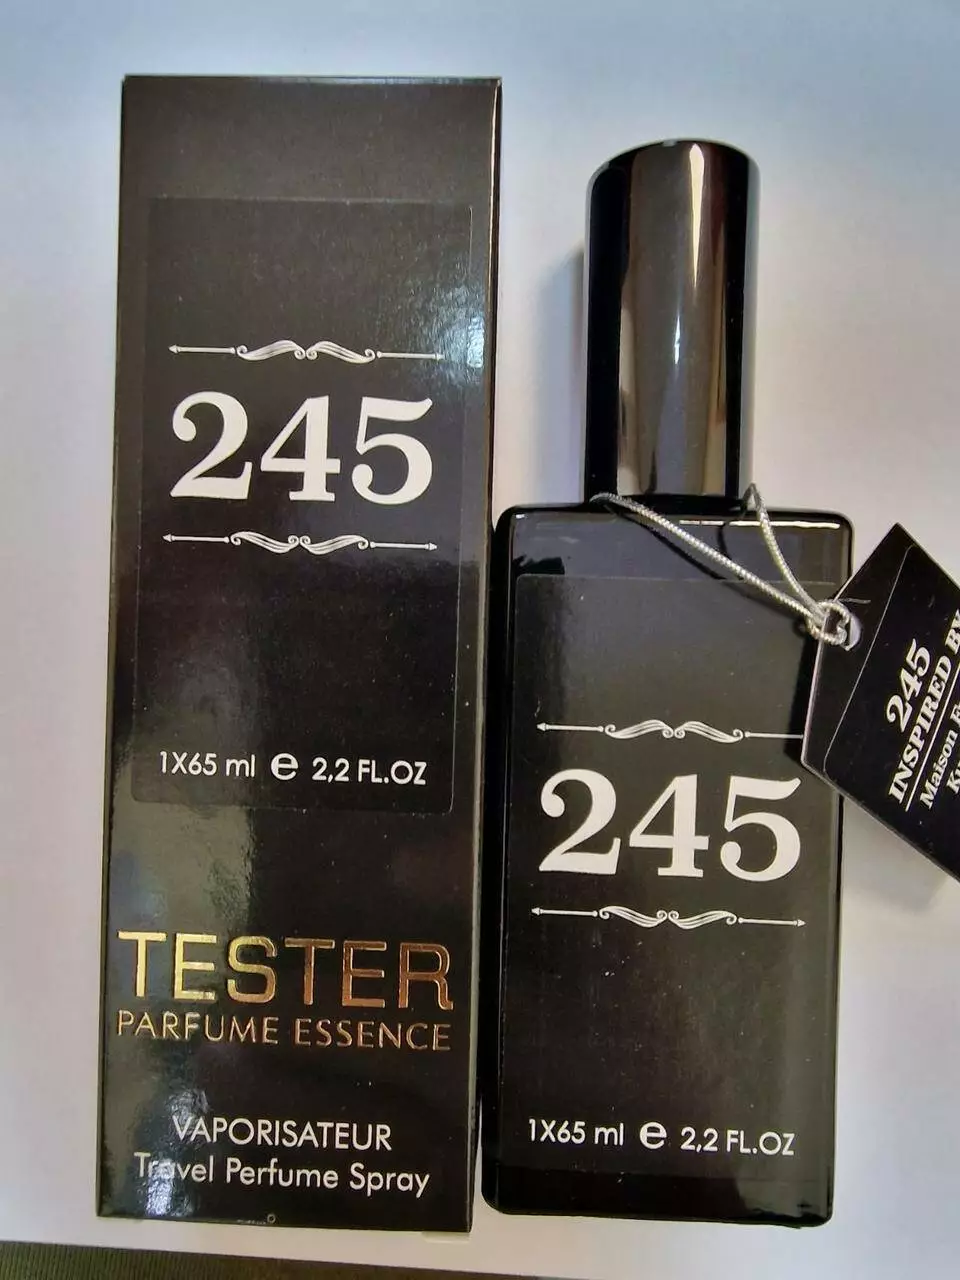 245
1X65 ml e 2,2 FL.OZ
TESTER
PARFUME ESSENCE
VAPORISATEUR
Travel Perfume Spray
245
1X65 ml e 2,2 FL.OZ
245
INSPIRED BY
Maison